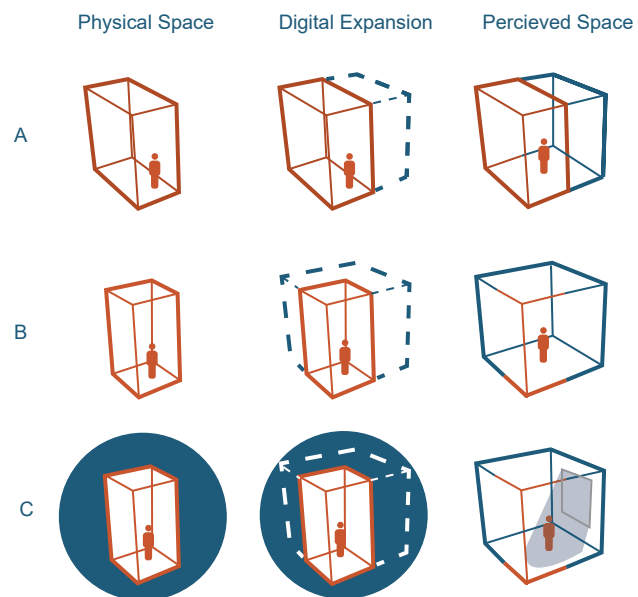 Physical Space
Digital Expansion
Percieved Space
A
B
C